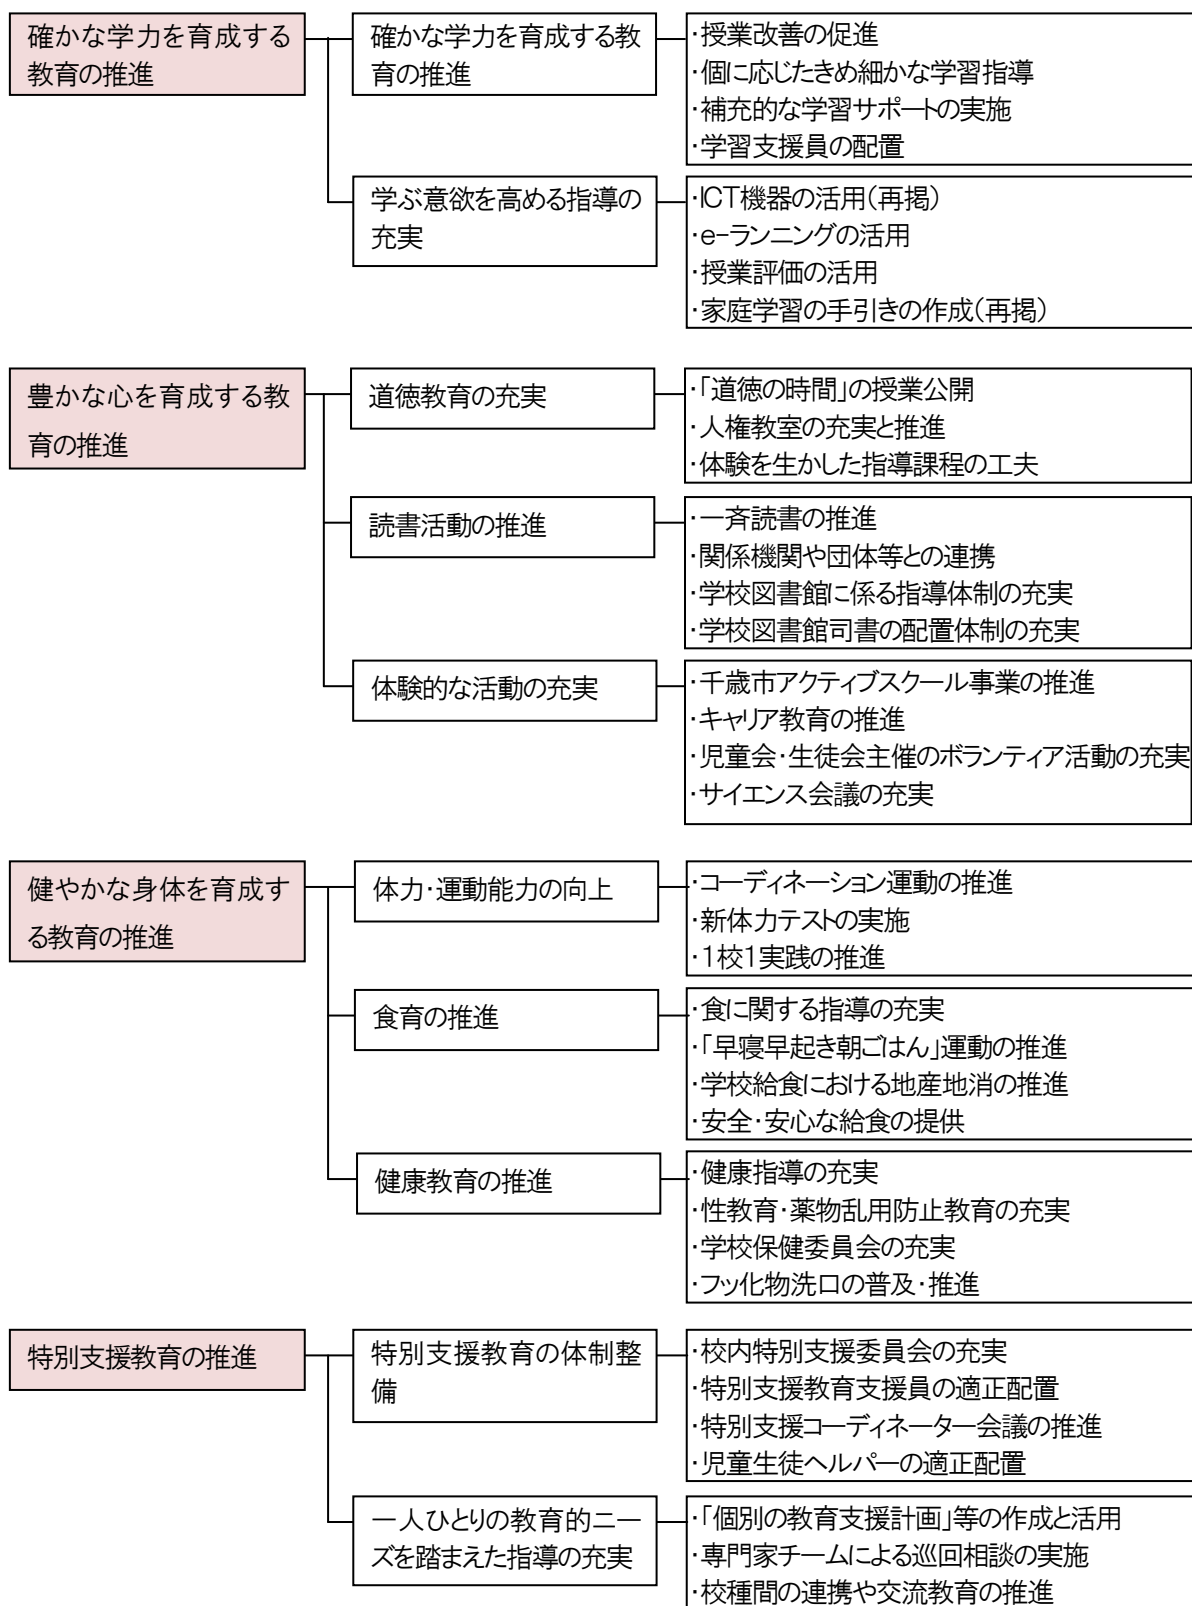 確かな学力を育成する
教育の推進
確かな学力を育成する教
育の推進
・授業改善の促進
・個に応じたきめ細かな学習指導
・補充的な学習サポートの実施
・学習支援員の配置
学ぶ意欲を高める指導の
充実
・ICT機器の活用(再掲)
・e-ランニングの活用
・授業評価の活用
・家庭学習の手引きの作成(再掲)
豊かな心を育成する教
育の推進
道徳教育の充実
・「道徳の時間」の授業公開
・人権教室の充実と推進
・体験を生かした指導課程の工夫
読書活動の推進
・一斉読書の推進
・関係機関や団体等との連携
・学校図書館に係る指導体制の充実
・学校図書館司書の配置体制の充実
体験的な活動の充実
・千歳市アクティブスクール事業の推進
・キャリア教育の推進
・児童会・生徒会主催のボランティア活動の充実
・サイエンス会議の充実
健やかな身体を育成す
る教育の推進
体力・運動能力の向上
・コーディネーション運動の推進
・新体力テストの実施
・1校1実践の推進
食育の推進
・食に関する指導の充実
・「早寝早起き朝ごはん」運動の推進
・学校給食における地産地消の推進
・安全・安心な給食の提供
健康教育の推進
・健康指導の充実
・性教育・薬物乱用防止教育の充実
・学校保健委員会の充実
・フッ化物洗口の普及・推進
特別支援教育の推進
特別支援教育の体制整
備
・校内特別支援委員会の充実
・特別支援教育支援員の適正配置
・特別支援コーディネーター会議の推進
・児童生徒ヘルパーの適正配置
一人ひとりの教育的ニー
ズを踏まえた指導の充実
・「個別の教育支援計画」等の作成と活用
・専門家チームによる巡回相談の実施
・校種間の連携や交流教育の推進